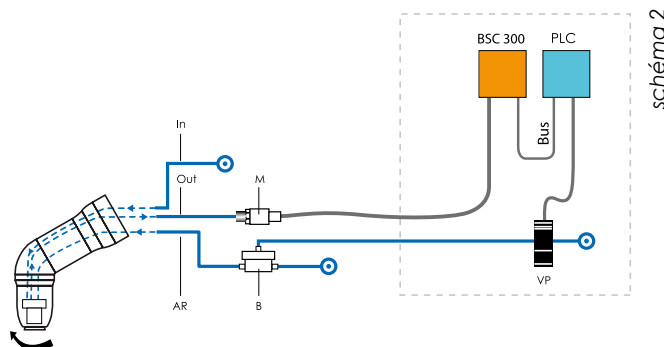 schéma 2
BSC 300
PLC
Bus
In
Out
M
AR
B
VP